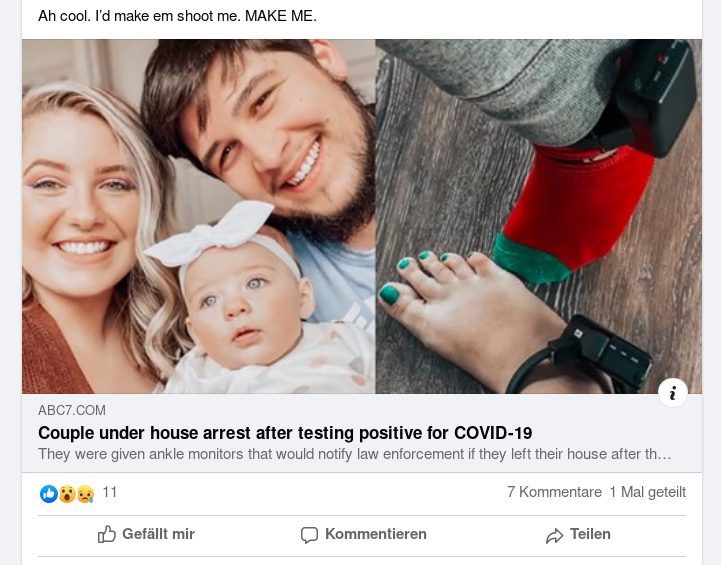 Ah cool. I'd make em shoot me. MAKE ME.
ABC7.COM
Couple under house arrest after testing positive for COVID-19
They were given ankle monitors that would notify law enforcement if they left their house after th…
11
7 Kommentare 1 Mal geteilt
Gefällt mir Kommentieren Teilen